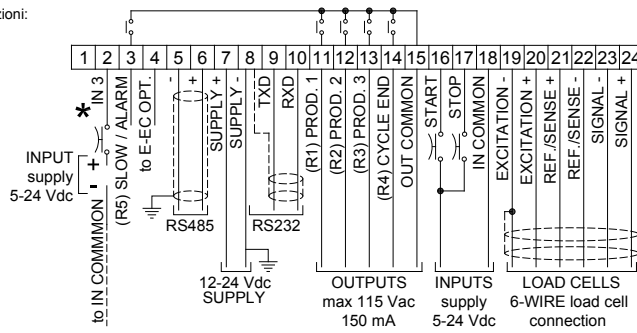 zioni:
1 2 3 4 5 6 7 8 9 10 11 12 13 14 15 16 17 18 19 20 21 22 23 24
* IN 3
(R5) SLOW / ALARM
to E-EC OPT.
-
+
SUPPLY +
SUPPLY -
TXD
RXD
(R1) PROD. 1
(R2) PROD. 2
(R3) PROD. 3
(R4) CYCLE END
OUT COMMON
START
STOP
IN COMMON
EXCITATION -
EXCITATION +
REF./SENSE +
REF./SENSE -
SIGNAL -
SIGNAL +
INPUT
supply
5-24 Vdc
+
-
to IN COMMMON
RS485
RS232
12-24 Vdc
SUPPLY
OUTPUTS
max 115 Vac
150 mA
INPUTS
supply
5-24 Vdc
LOAD CELLS
6-WIRE load cell
connection